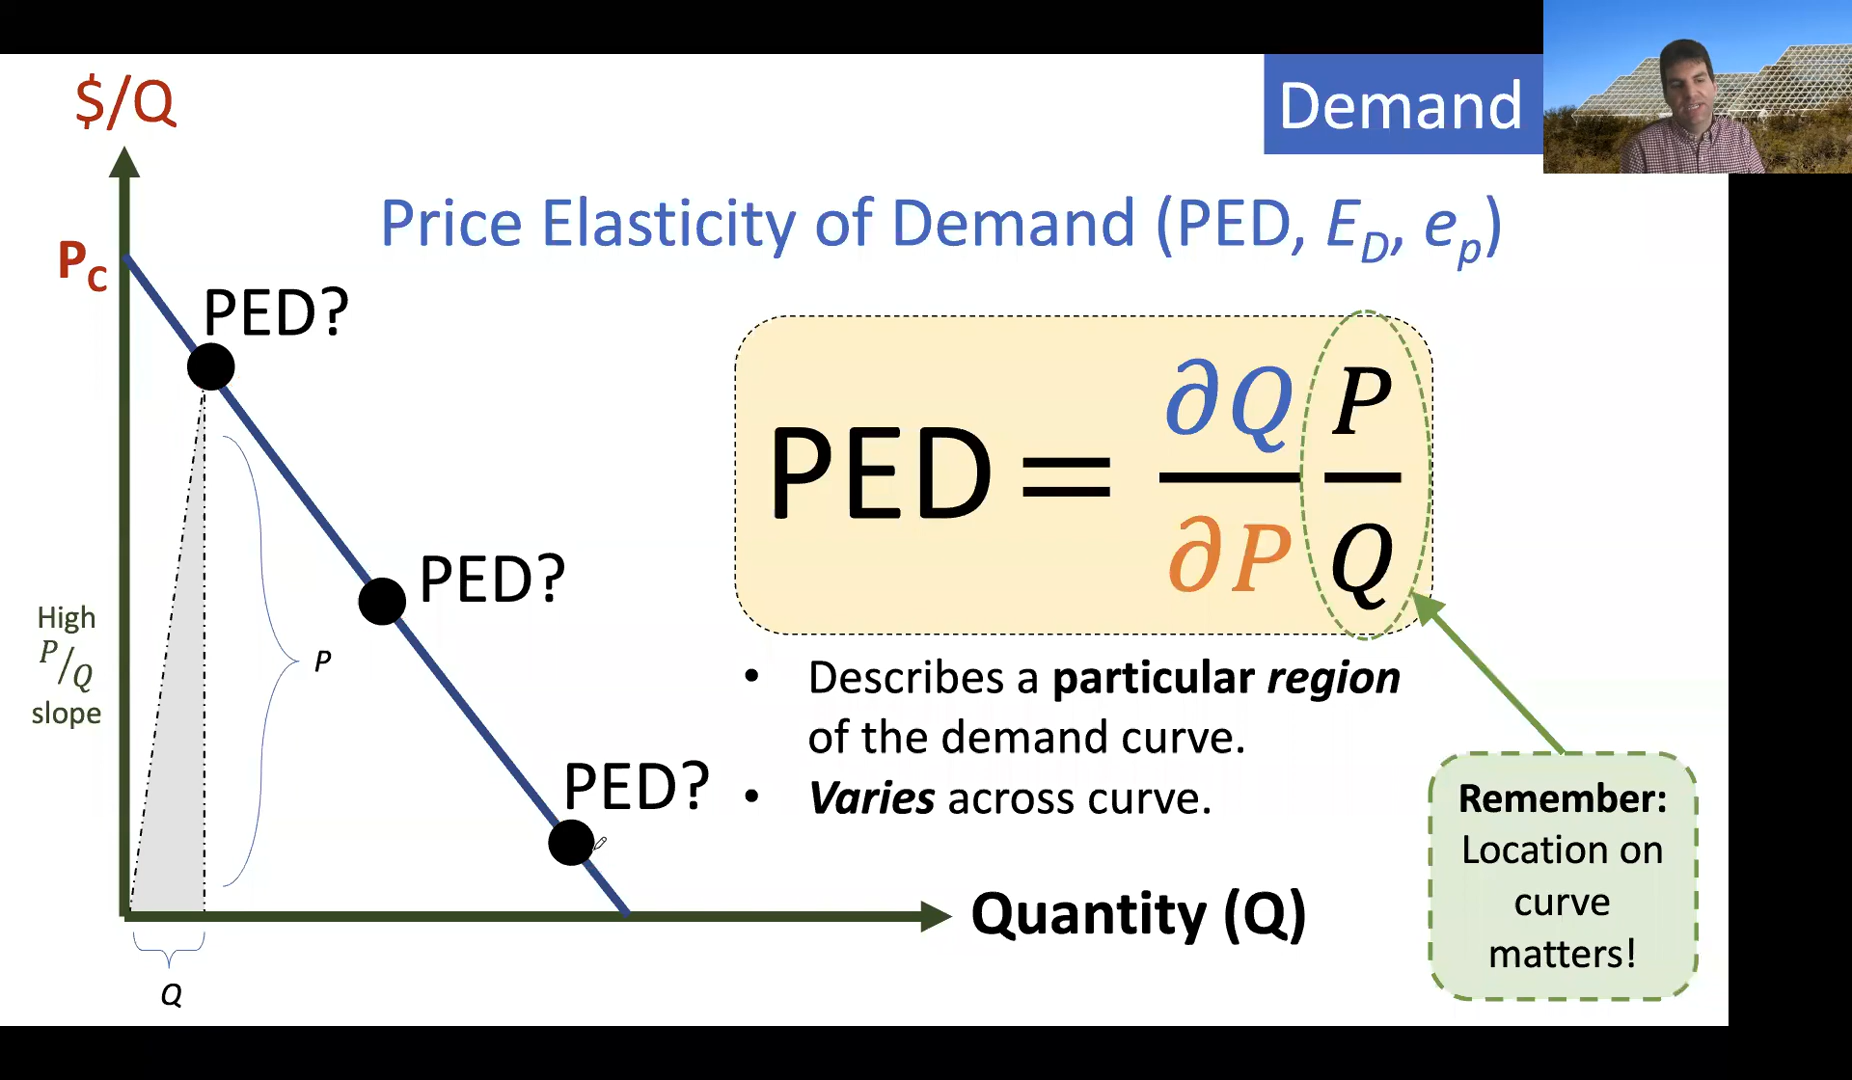 $/Q
Demand
Price Elasticity of Demand (PED, E_D, e_p)
P_C
PED?
PED = ∂Q/∂P P/Q
PED?
High
P/Q
slope
P
• Describes a particular region
of the demand curve.
• Varies across curve.
PED?
Remember:
Location on
curve
matters!
Quantity (Q)
Q